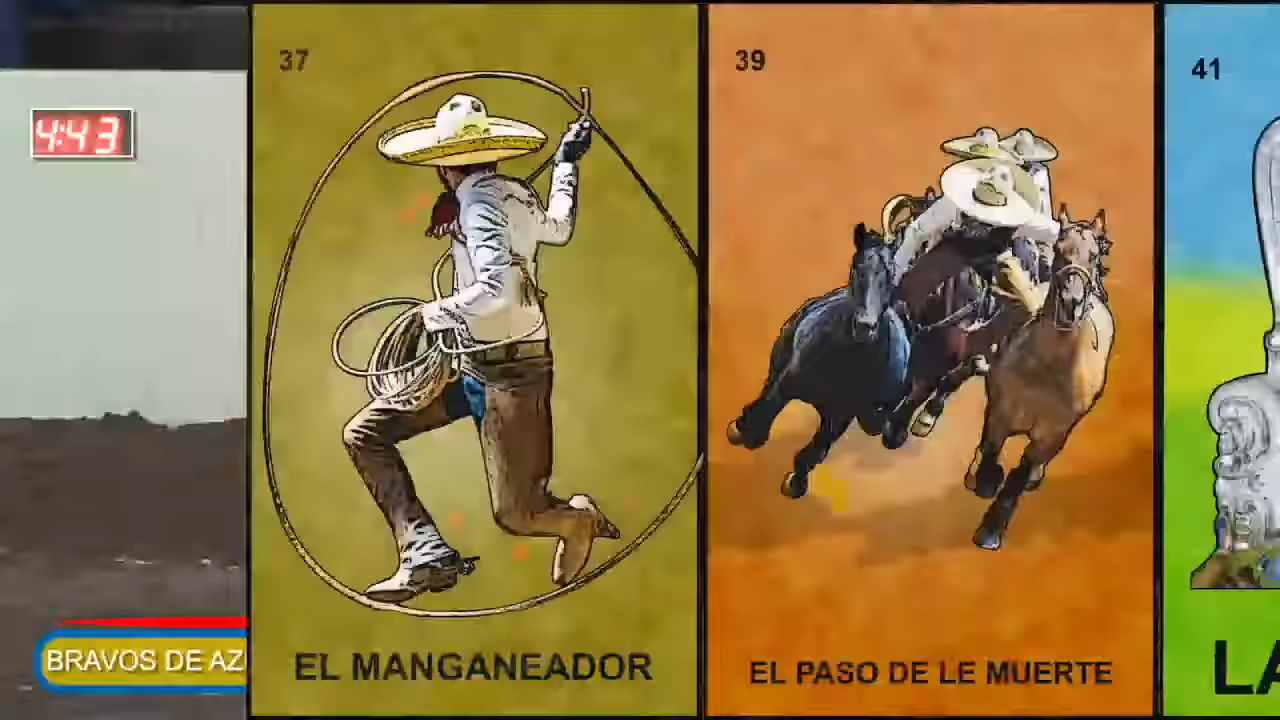 4:43
BRAVOS DE AZ
37
EL MANGANEADOR
39
EL PASO DE LE MUERTE
41
LA